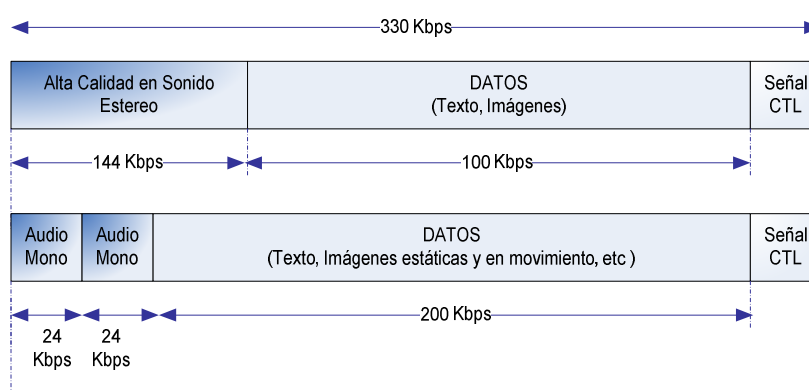 330 Kbps
Alta Calidad en Sonido
Estereo
DATOS
(Texto, Imágenes)
Señal
CTL
144 Kbps
100 Kbps
Audio
Mono
Audio
Mono
DATOS
(Texto, Imágenes estáticas y en movimiento, etc )
Señal
CTL
24
Kbps
24
Kbps
200 Kbps